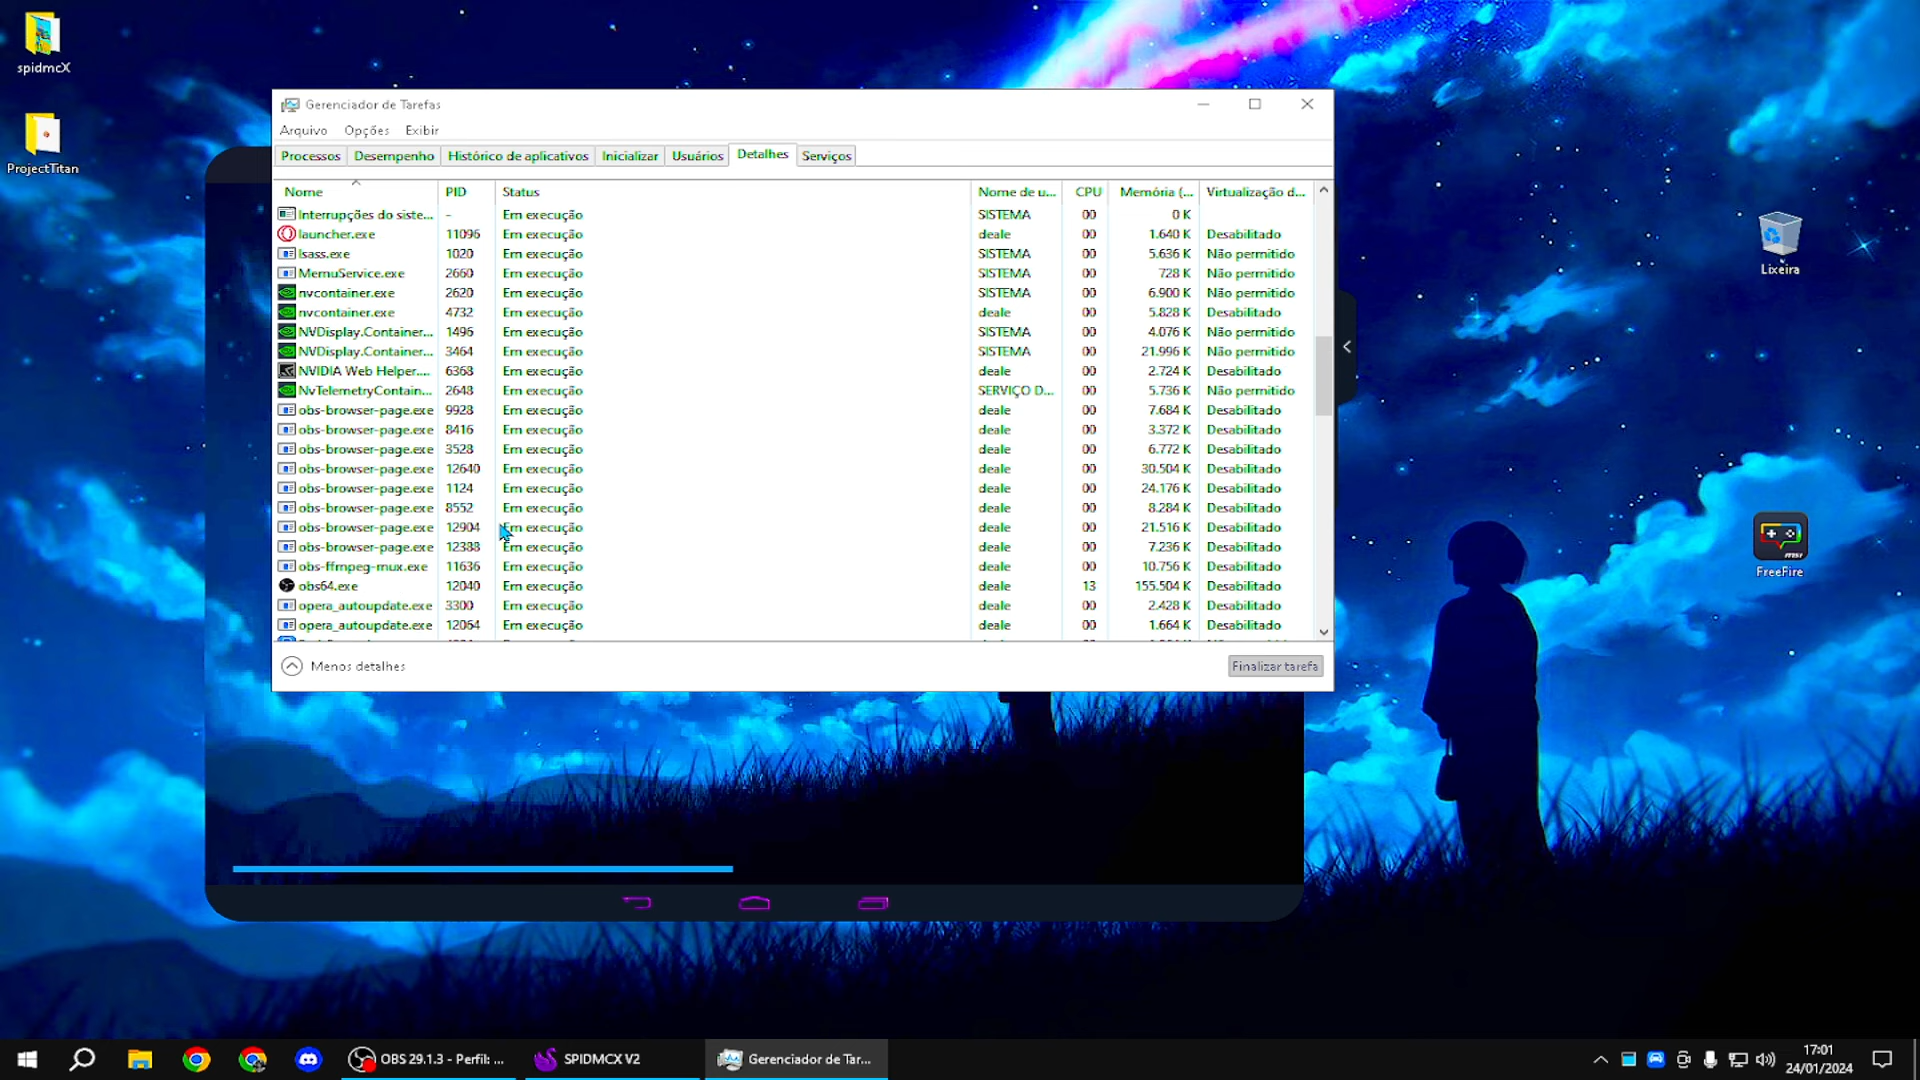 spidmcX
ProjectTitan
Lixeira
FreeFire
Gerenciador de Tarefas
Arquivo Opções Exibir
Processos Desempenho Histórico de aplicativos Inicializar Usuários Detalhes Serviços
Nome PID Status Nome de u... CPU Memória (... Virtualização d...
Interrupções do siste... - Em execução SISTEMA 00 0 K
launcher.exe 11096 Em execução deale 00 1.640 K Desabilitado
lsass.exe 1020 Em execução SISTEMA 00 5.636 K Não permitido
MemuService.exe 2660 Em execução SISTEMA 00 728 K Não permitido
nvcontainer.exe 2620 Em execução SISTEMA 00 6.900 K Não permitido
nvcontainer.exe 4732 Em execução deale 00 5.828 K Desabilitado
NVDisplay.Container... 1496 Em execução SISTEMA 00 4.076 K Não permitido
NVDisplay.Container... 3464 Em execução SISTEMA 00 21.996 K Não permitido
NVIDIA Web Helper.... 6368 Em execução deale 00 2.724 K Desabilitado
NvTelemetryContain... 2648 Em execução SERVIÇO D... 00 5.736 K Não permitido
obs-browser-page.exe 9928 Em execução deale 00 7.684 K Desabilitado
obs-browser-page.exe 8416 Em execução deale 00 3.372 K Desabilitado
obs-browser-page.exe 3528 Em execução deale 00 6.772 K Desabilitado
obs-browser-page.exe 12640 Em execução deale 00 30.504 K Desabilitado
obs-browser-page.exe 1124 Em execução deale 00 24.176 K Desabilitado
obs-browser-page.exe 8552 Em execução deale 00 8.284 K Desabilitado
obs-browser-page.exe 12904 Em execução deale 00 21.516 K Desabilitado
obs-browser-page.exe 12388 Em execução deale 00 7.236 K Desabilitado
obs-ffmpeg-mux.exe 11636 Em execução deale 00 10.756 K Desabilitado
obs64.exe 12040 Em execução deale 13 155.504 K Desabilitado
opera_autoupdate.exe 3300 Em execução deale 00 2.428 K Desabilitado
opera_autoupdate.exe 12064 Em execução deale 00 1.664 K Desabilitado
Menos detalhes Finalizar tarefa
OBS 29.1.3 - Perfil: ... SPIDMCX V2 Gerenciador de Tar...
17:01
24/01/2024